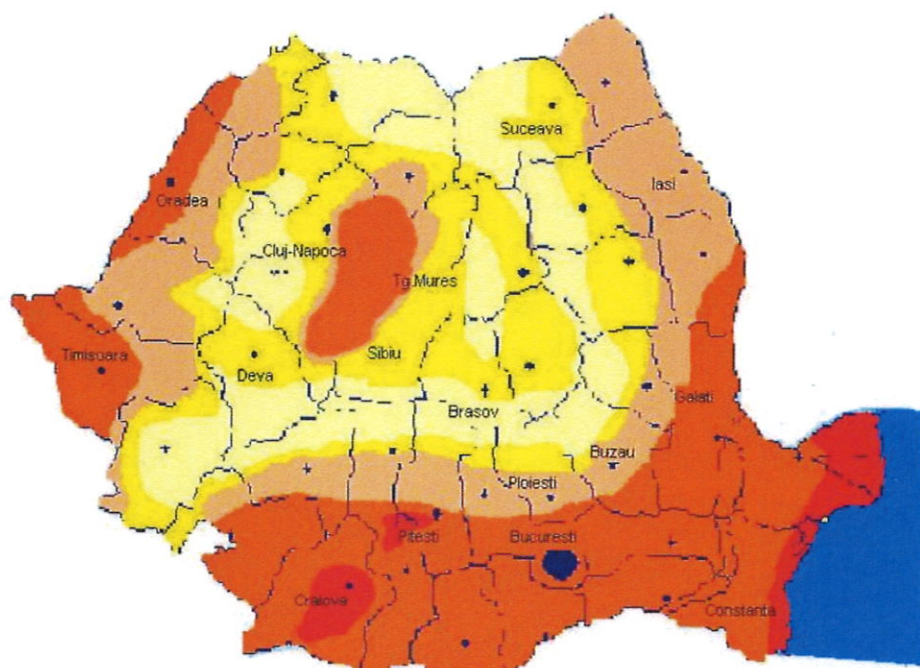 Suceava
Iasi
Oradea
Cluj-Napoca
Tg.Mures
Timisoara
Sibiu
Deva
Galati
Brasov
Buzau
Ploiesti
Pitesti
Bucuresti
Craiova
Constanta